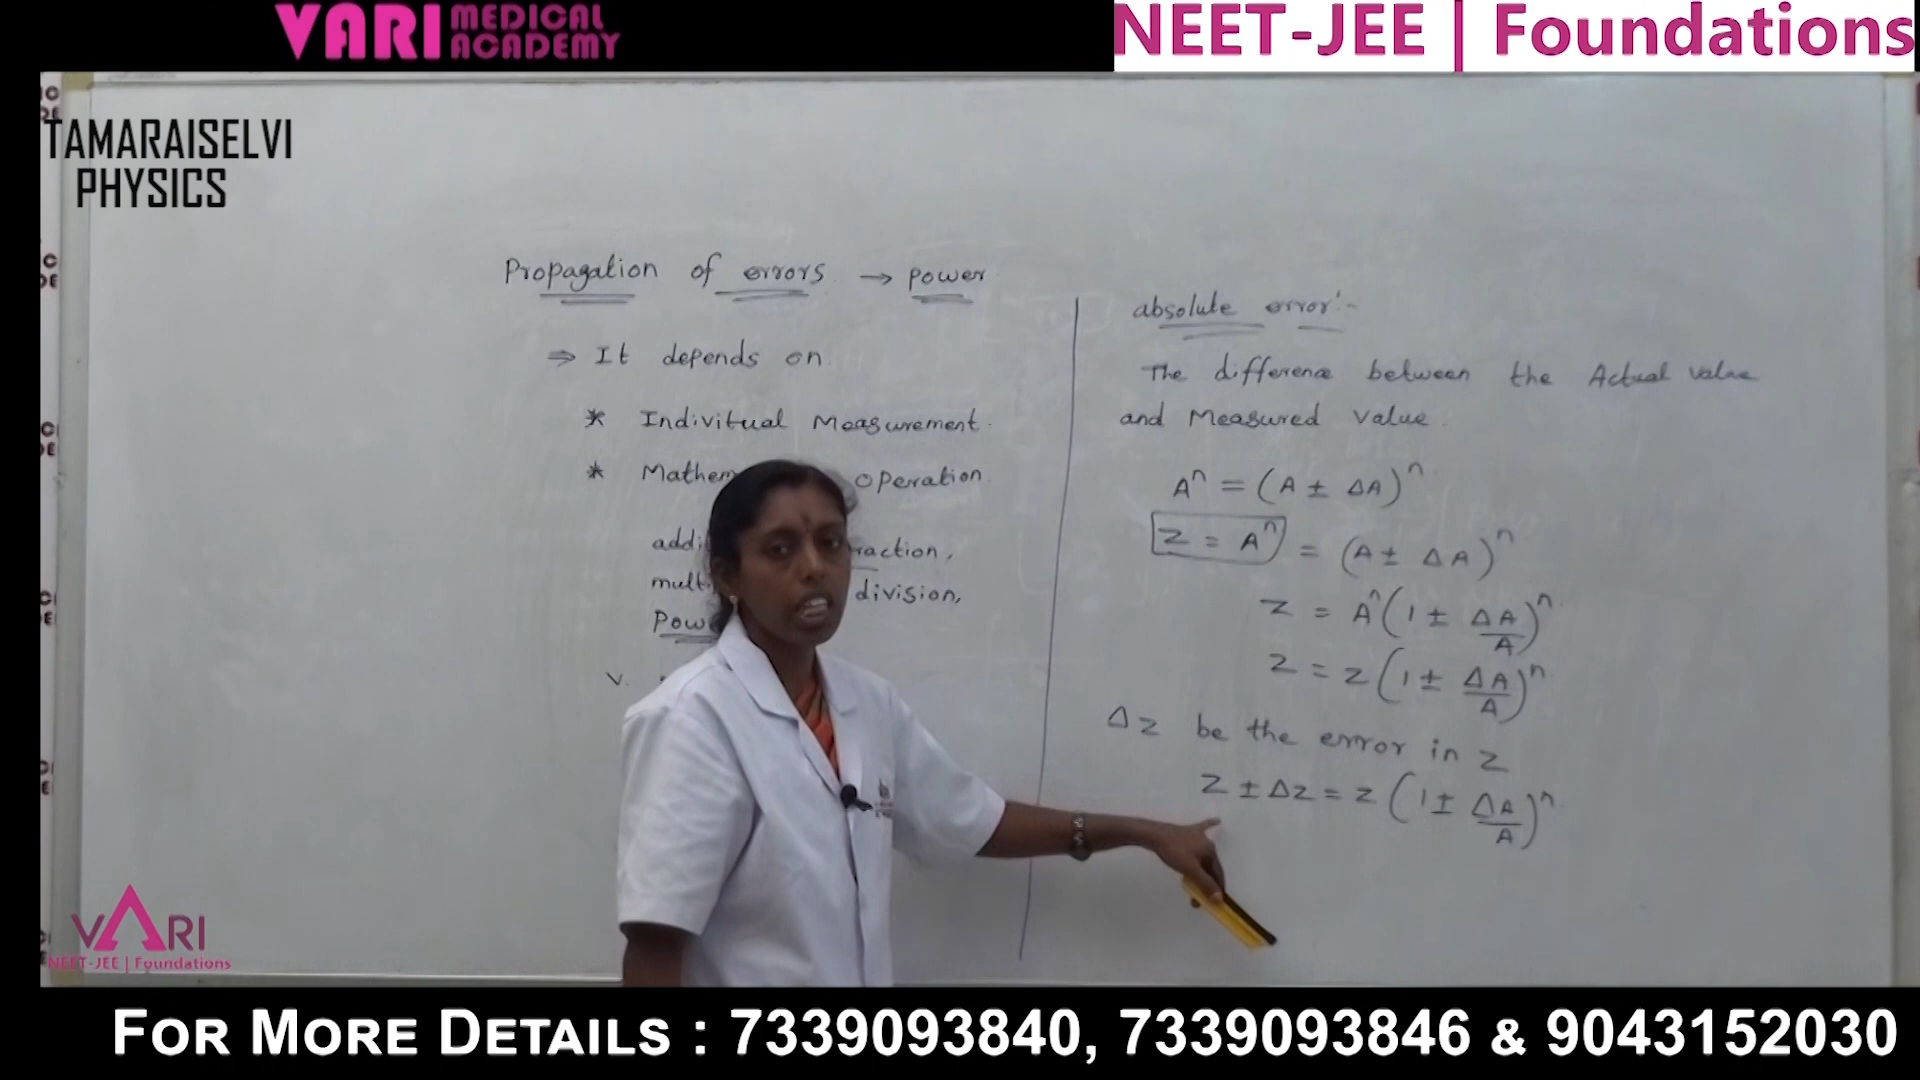 VARI MEDICAL ACADEMY
NEET-JEE | Foundations
TAMARAISELVI
PHYSICS
Propagation of errors → power
⇒ It depends on
* Indivitual Measurement.
* Mathem operation
addi raction,
mult division,
Pow
V.
absolute error:-
The difference between the Actual value
and Measured value.
Aⁿ = (A ± ΔA)ⁿ
Z = Aⁿ = (A ± ΔA)ⁿ
Z = Aⁿ(1 ± ΔA/A)ⁿ
Z = Z(1 ± ΔA/A)ⁿ
ΔZ be the error in Z
Z ± ΔZ = Z(1 ± ΔA/A)ⁿ
VARI
NEET-JEE | Foundations
FOR MORE DETAILS : 7339093840, 7339093846 & 9043152030